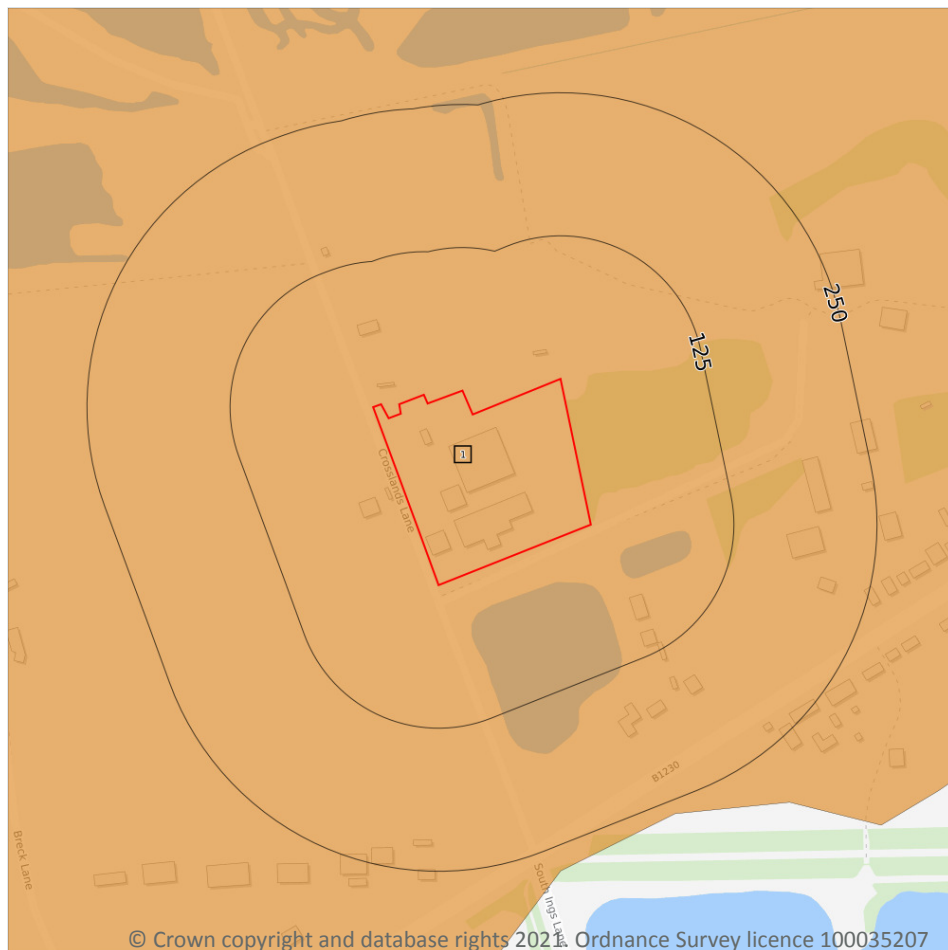 250
125
1
Crosslands Lane
B1230
Breck Lane
South Ings Lane
© Crown copyright and database rights 2021. Ordnance Survey licence 100035207